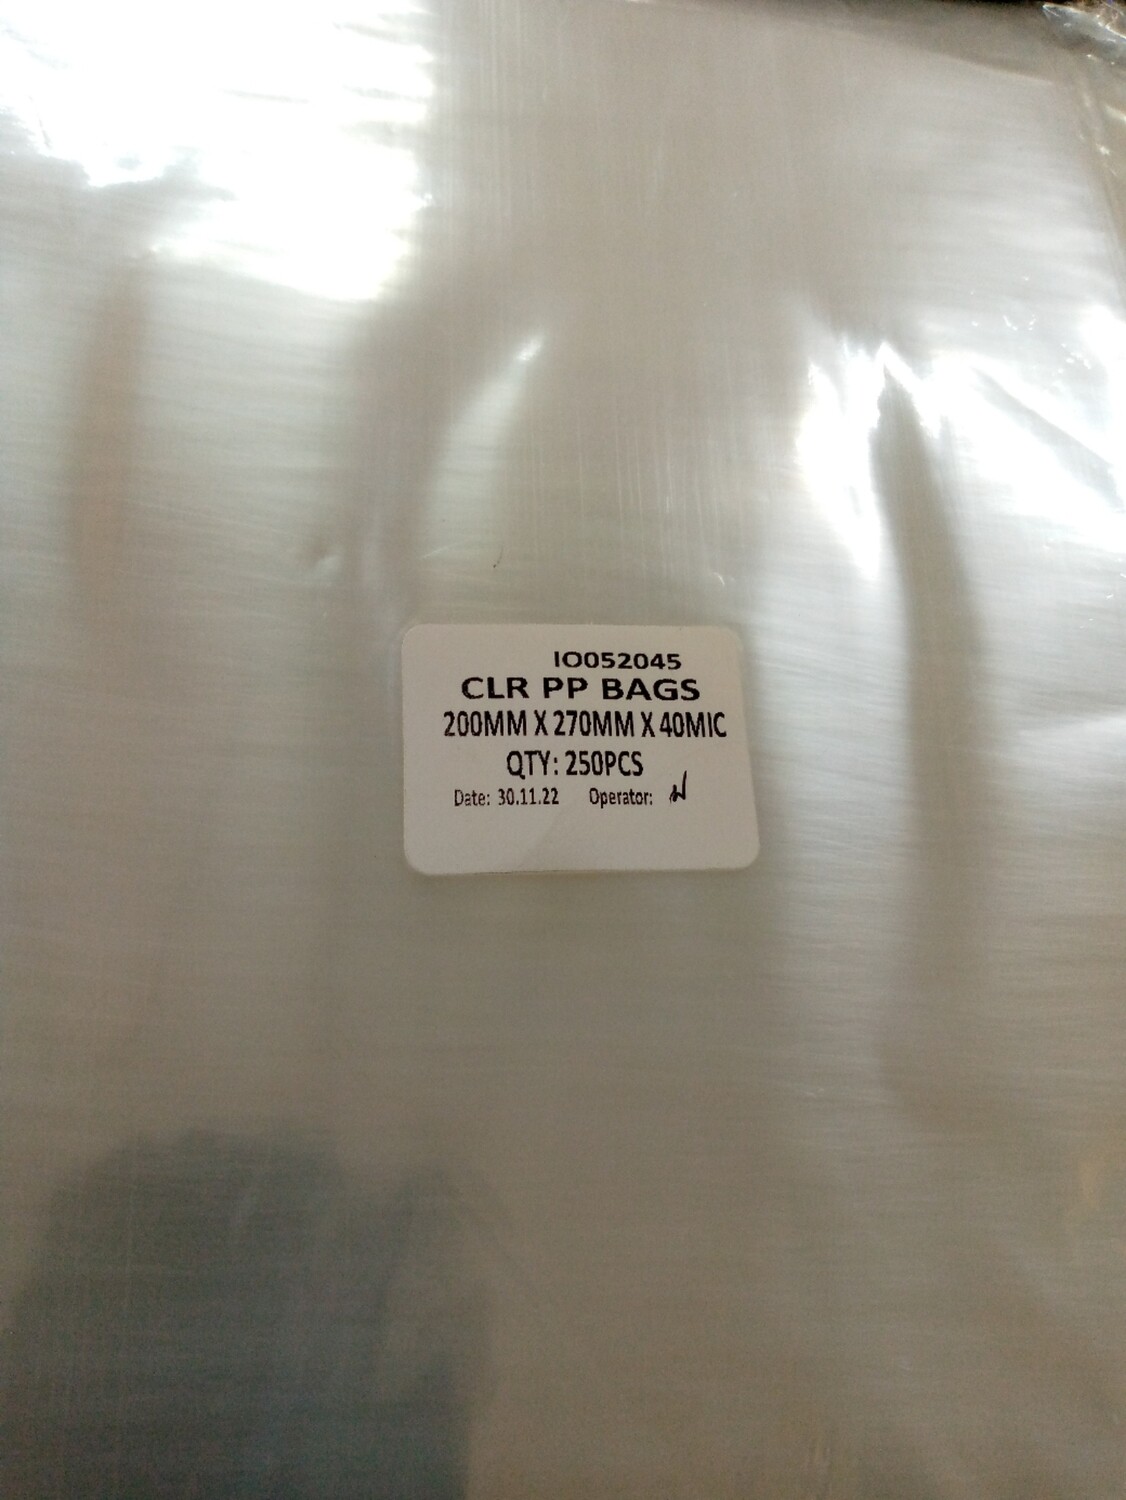 IO052045
CLR PP BAGS
200MM X 270MM X 40MIC
QTY: 250PCS
Date: 30.11.22 Operator: